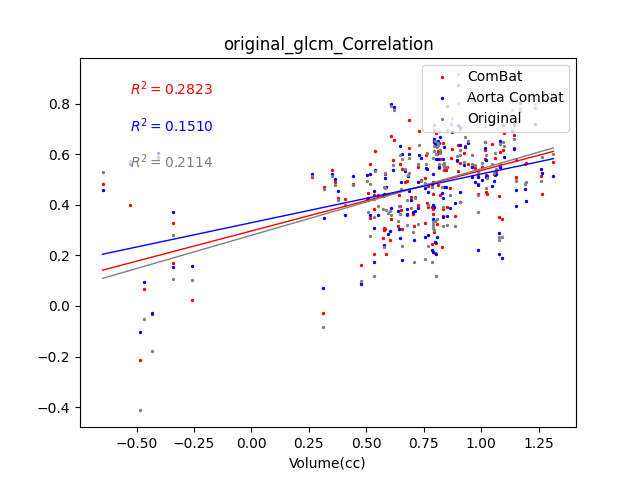 original_glcm_Correlation
R² = 0.2823
R² = 0.1510
R² = 0.2114
ComBat
Aorta Combat
Original
0.8
0.6
0.4
0.2
0.0
−0.2
−0.4
−0.50 −0.25 0.00 0.25 0.50 0.75 1.00 1.25
Volume(cc)